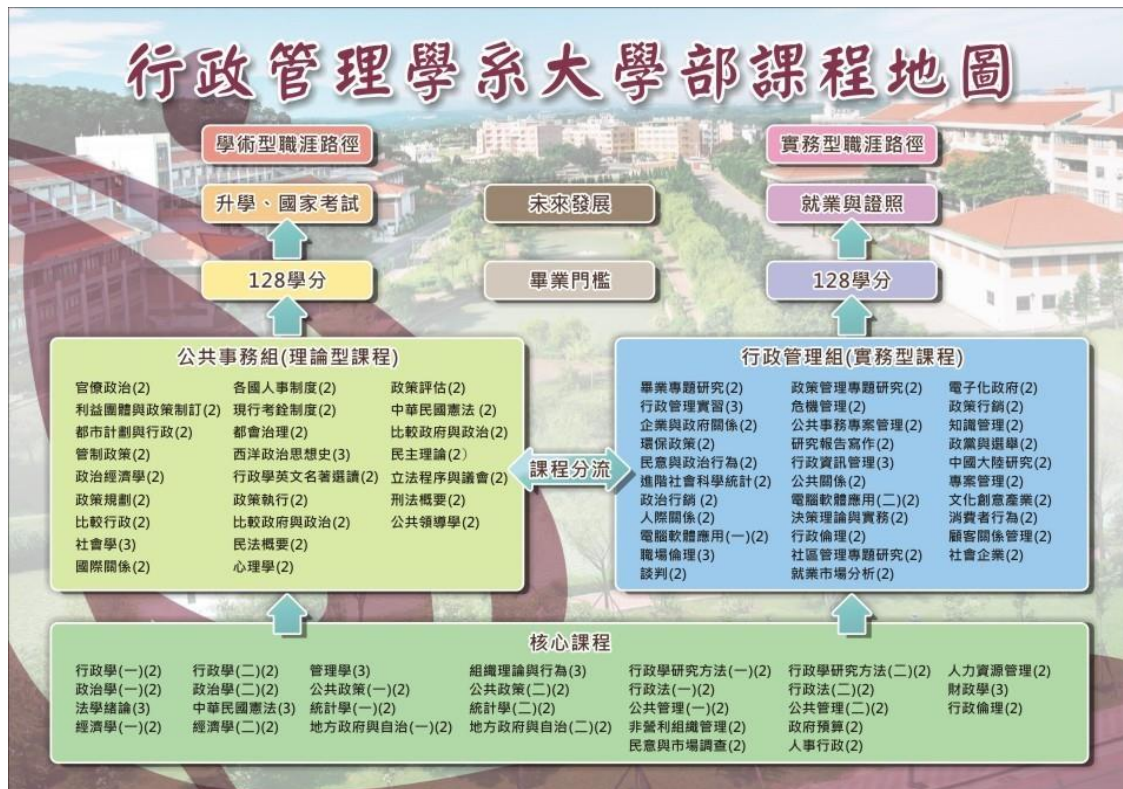 行政管理學系大學部課程地圖
學術型職涯路徑
實務型職涯路徑
升學、國家考試
未來發展
就業與證照
128學分
畢業門檻
128學分
公共事務組(理論型課程)
官僚政治(2)
各國人事制度(2)
政策評估(2)
利益團體與政策制訂(2)
現行考銓制度(2)
中華民國憲法 (2)
都市計劃與行政(2)
都會治理(2)
比較政府與政治(2)
管制政策(2)
西洋政治思想史(3)
民主理論(2)
政治經濟學(2)
行政學英文名著選讀(2)
立法程序與議會(2)
政策規劃(2)
政策執行(2)
刑法概要(2)
比較行政(2)
比較政府與政治(2)
公共領導學(2)
社會學(3)
民法概要(2)
國際關係(2)
心理學(2)
課程分流
行政管理組(實務型課程)
畢業專題研究(2)
政策管理專題研究(2)
電子化政府(2)
行政管理實習(3)
危機管理(2)
政策行銷(2)
企業與政府關係(2)
公共事務專案管理(2)
知識管理(2)
環保政策(2)
研究報告寫作(2)
政黨與選舉(2)
民意與政治行為(2)
行政資訊管理(3)
中國大陸研究(2)
進階社會科學統計(2)
公共關係(2)
專案管理(2)
政治行銷(2)
電腦軟體應用(二)(2)
文化創意產業(2)
人際關係(2)
決策理論與實務(2)
消費者行為(2)
電腦軟體應用(一)(2)
行政倫理(2)
顧客關係管理(2)
職場倫理(3)
社區管理專題研究(2)
社會企業(2)
談判(2)
就業市場分析(2)
核心課程
行政學(一)(2)
行政學(二)(2)
管理學(3)
組織理論與行為(3)
行政學研究方法(一)(2)
行政學研究方法(二)(2)
人力資源管理(2)
政治學(一)(2)
政治學(二)(2)
公共政策(一)(2)
公共政策(二)(2)
行政法(一)(2)
行政法(二)(2)
財政學(3)
法學緒論(3)
中華民國憲法(3)
統計學(一)(2)
統計學(二)(2)
公共管理(一)(2)
公共管理(二)(2)
行政倫理(2)
經濟學(一)(2)
經濟學(二)(2)
地方政府與自治(一)(2)
地方政府與自治(二)(2)
非營利組織管理(2)
政府預算(2)
民意與市場調查(2)
人事行政(2)